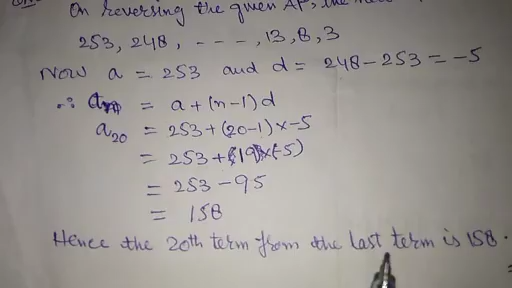 On reversing the given AP, the
253, 248, - - - -, 13, 8, 3
Now a = 253 and d = 248 - 253 = -5
∴ an = a + (n-1)d
a20 = 253 + (20-1) × -5
= 253 + (19)×(-5)
= 253 - 95
= 158
Hence the 20th term from the last term is 158.